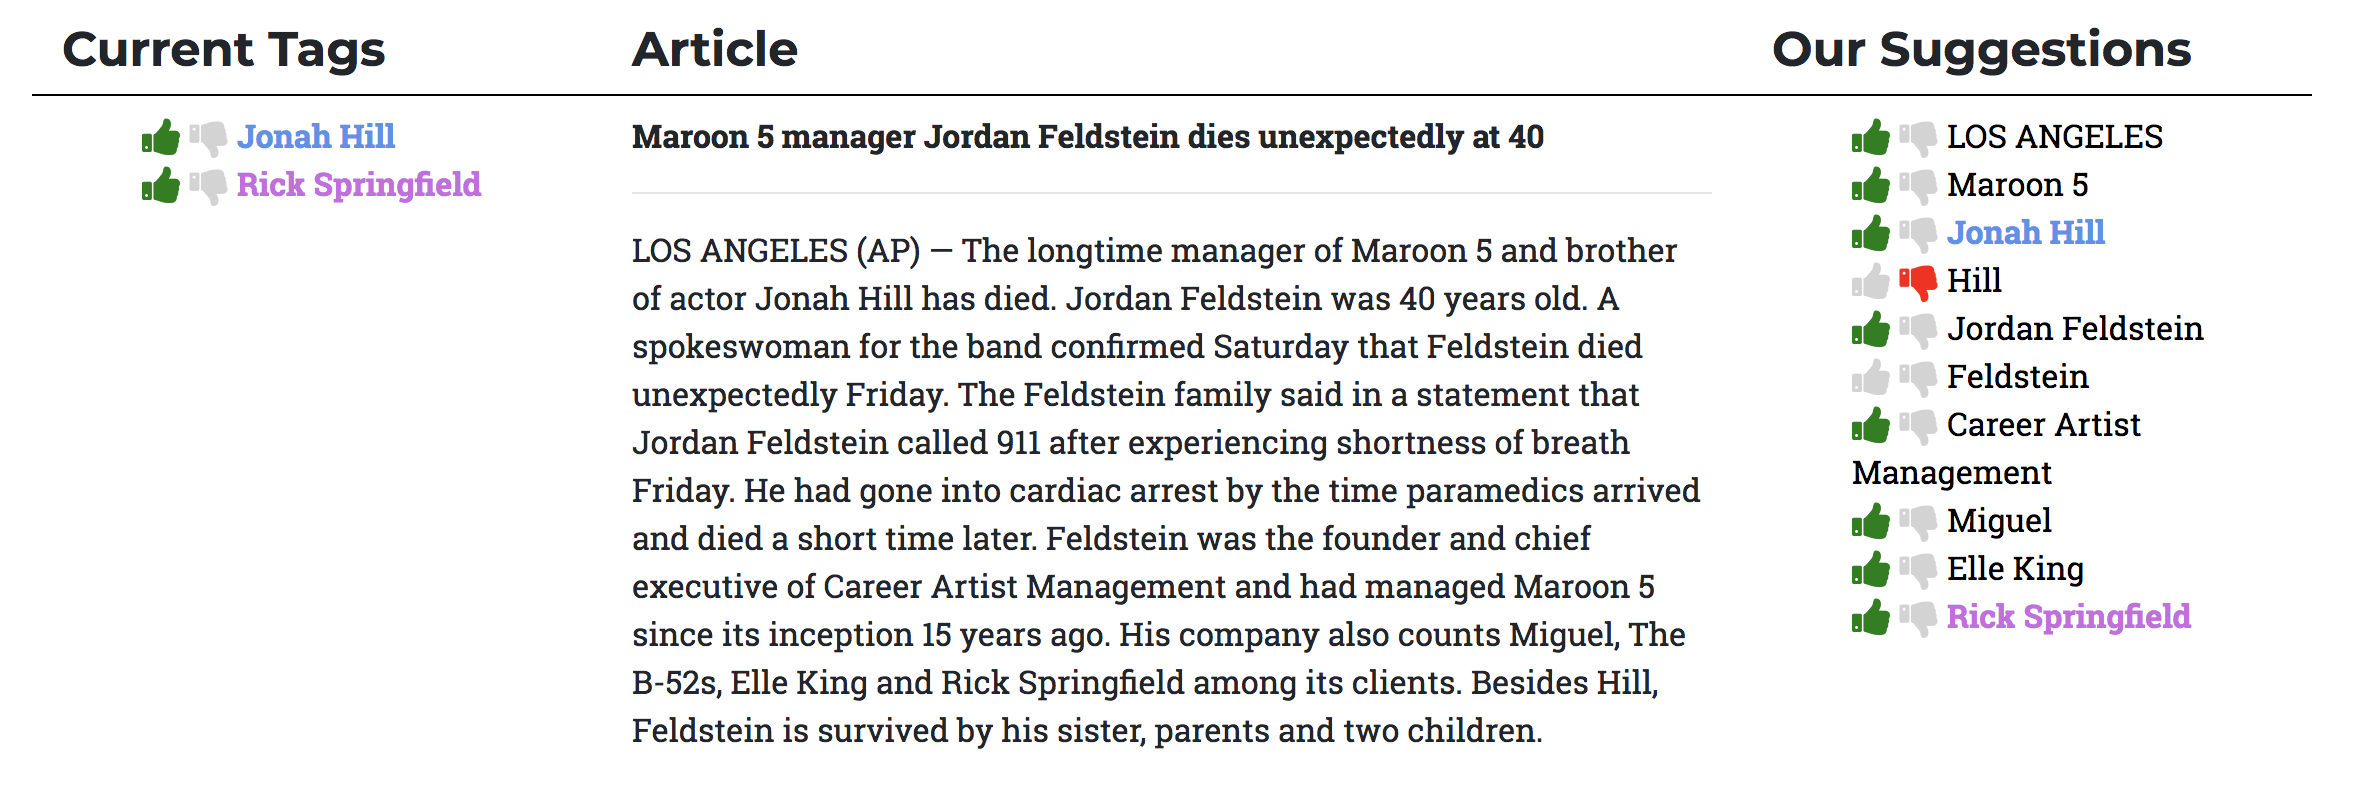 Current Tags
Article
Our Suggestions
Jonah Hill
Rick Springfield
Maroon 5 manager Jordan Feldstein dies unexpectedly at 40
LOS ANGELES (AP) — The longtime manager of Maroon 5 and brother
of actor Jonah Hill has died. Jordan Feldstein was 40 years old. A
spokeswoman for the band confirmed Saturday that Feldstein died
unexpectedly Friday. The Feldstein family said in a statement that
Jordan Feldstein called 911 after experiencing shortness of breath
Friday. He had gone into cardiac arrest by the time paramedics arrived
and died a short time later. Feldstein was the founder and chief
executive of Career Artist Management and had managed Maroon 5
since its inception 15 years ago. His company also counts Miguel, The
B-52s, Elle King and Rick Springfield among its clients. Besides Hill,
Feldstein is survived by his sister, parents and two children.
LOS ANGELES
Maroon 5
Jonah Hill
Hill
Jordan Feldstein
Feldstein
Career Artist
Management
Miguel
Elle King
Rick Springfield